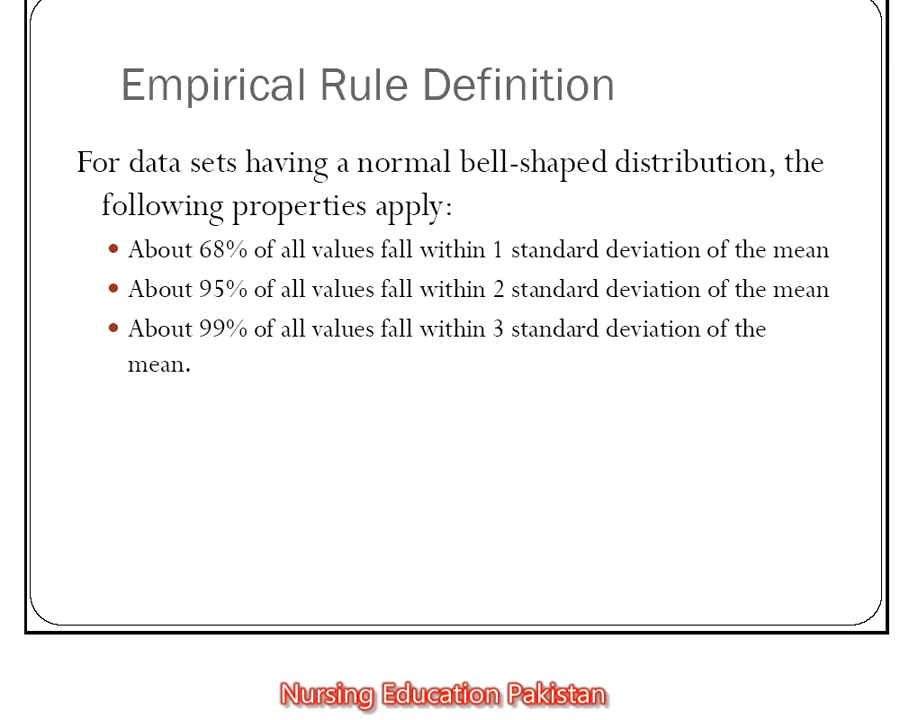 Empirical Rule Definition
For data sets having a normal bell-shaped distribution, the
following properties apply:
• About 68% of all values fall within 1 standard deviation of the mean
• About 95% of all values fall within 2 standard deviation of the mean
• About 99% of all values fall within 3 standard deviation of the
mean.
Nursing Education Pakistan